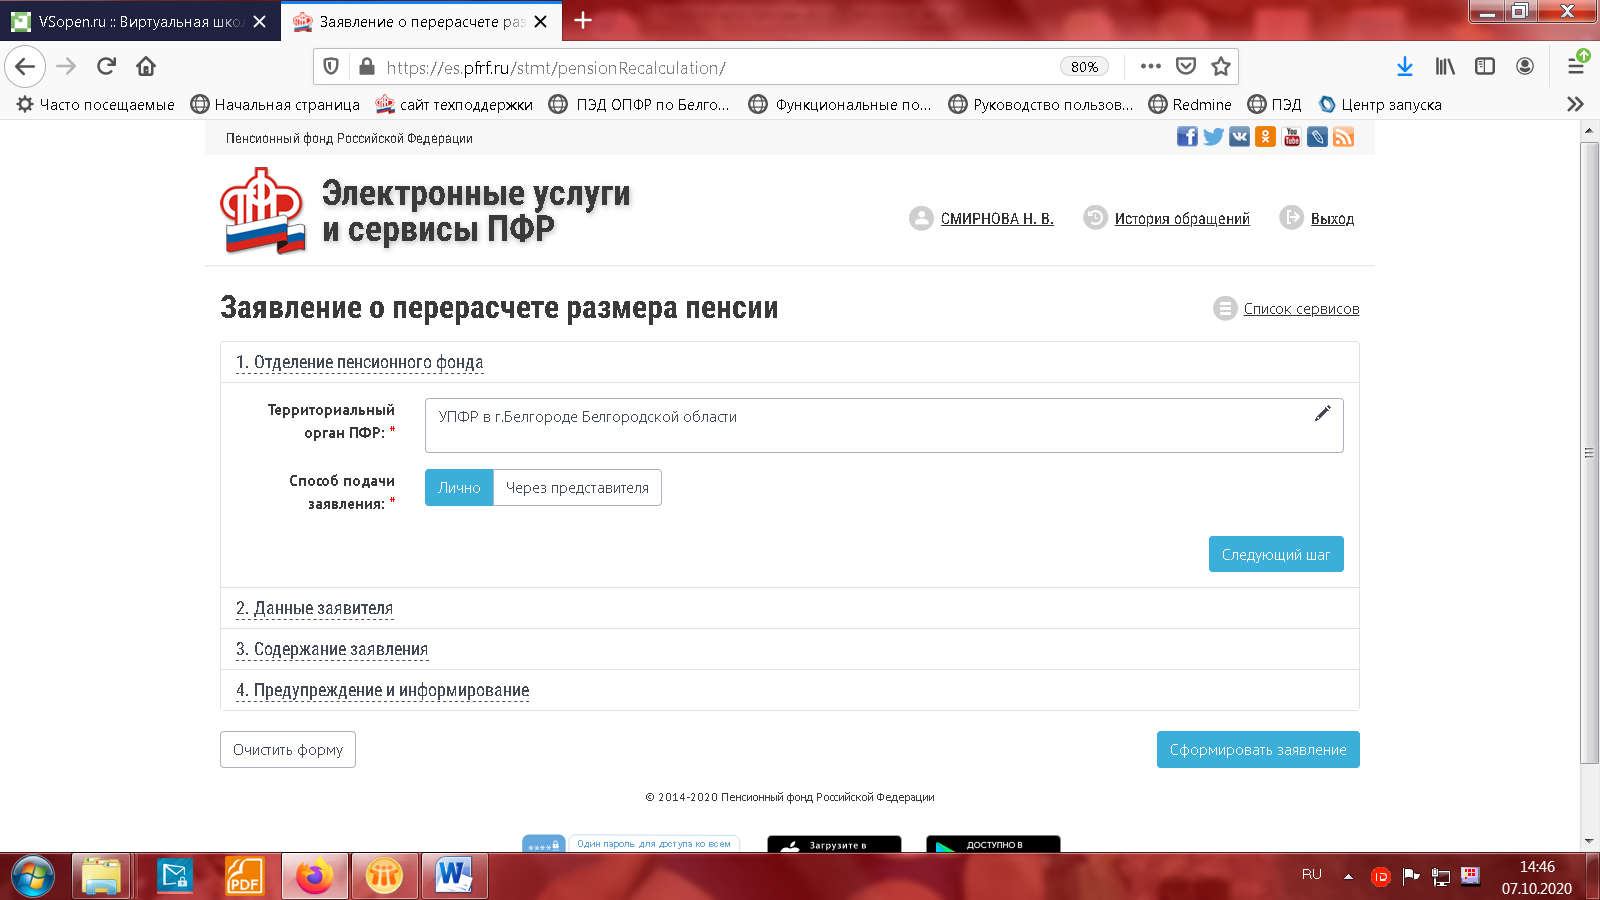 VSopen.ru :: Виртуальная шко
Заявление о перерасчете раз
https://es.pfrf.ru/stmt/pensionRecalculation/
80%
Часто посещаемые
Начальная страница
сайт техподдержки
ПЭД ОПФР по Белго...
Функциональные по...
Руководство пользов...
Redmine
ПЭД
Центр запуска
Пенсионный фонд Российской Федерации
You
Tube
Электронные услуги
и сервисы ПФР
СМИРНОВА Н. В.
История обращений
Выход
Заявление о перерасчете размера пенсии
Список сервисов
1. Отделение пенсионного фонда
Территориальный
орган ПФР: *
УПФР в г.Белгороде Белгородской области
Способ подачи
заявления: *
Лично
Через представителя
Следующий шаг
2. Данные заявителя
3. Содержание заявления
4. Предупреждение и информирование
Очистить форму
Сформировать заявление
© 2014-2020 Пенсионный фонд Российской Федерации
****
Один пароль для доступа ко всем
Загрузите в
ДОСТУПНО В
PDF
W
RU
iD
14:46
07.10.2020